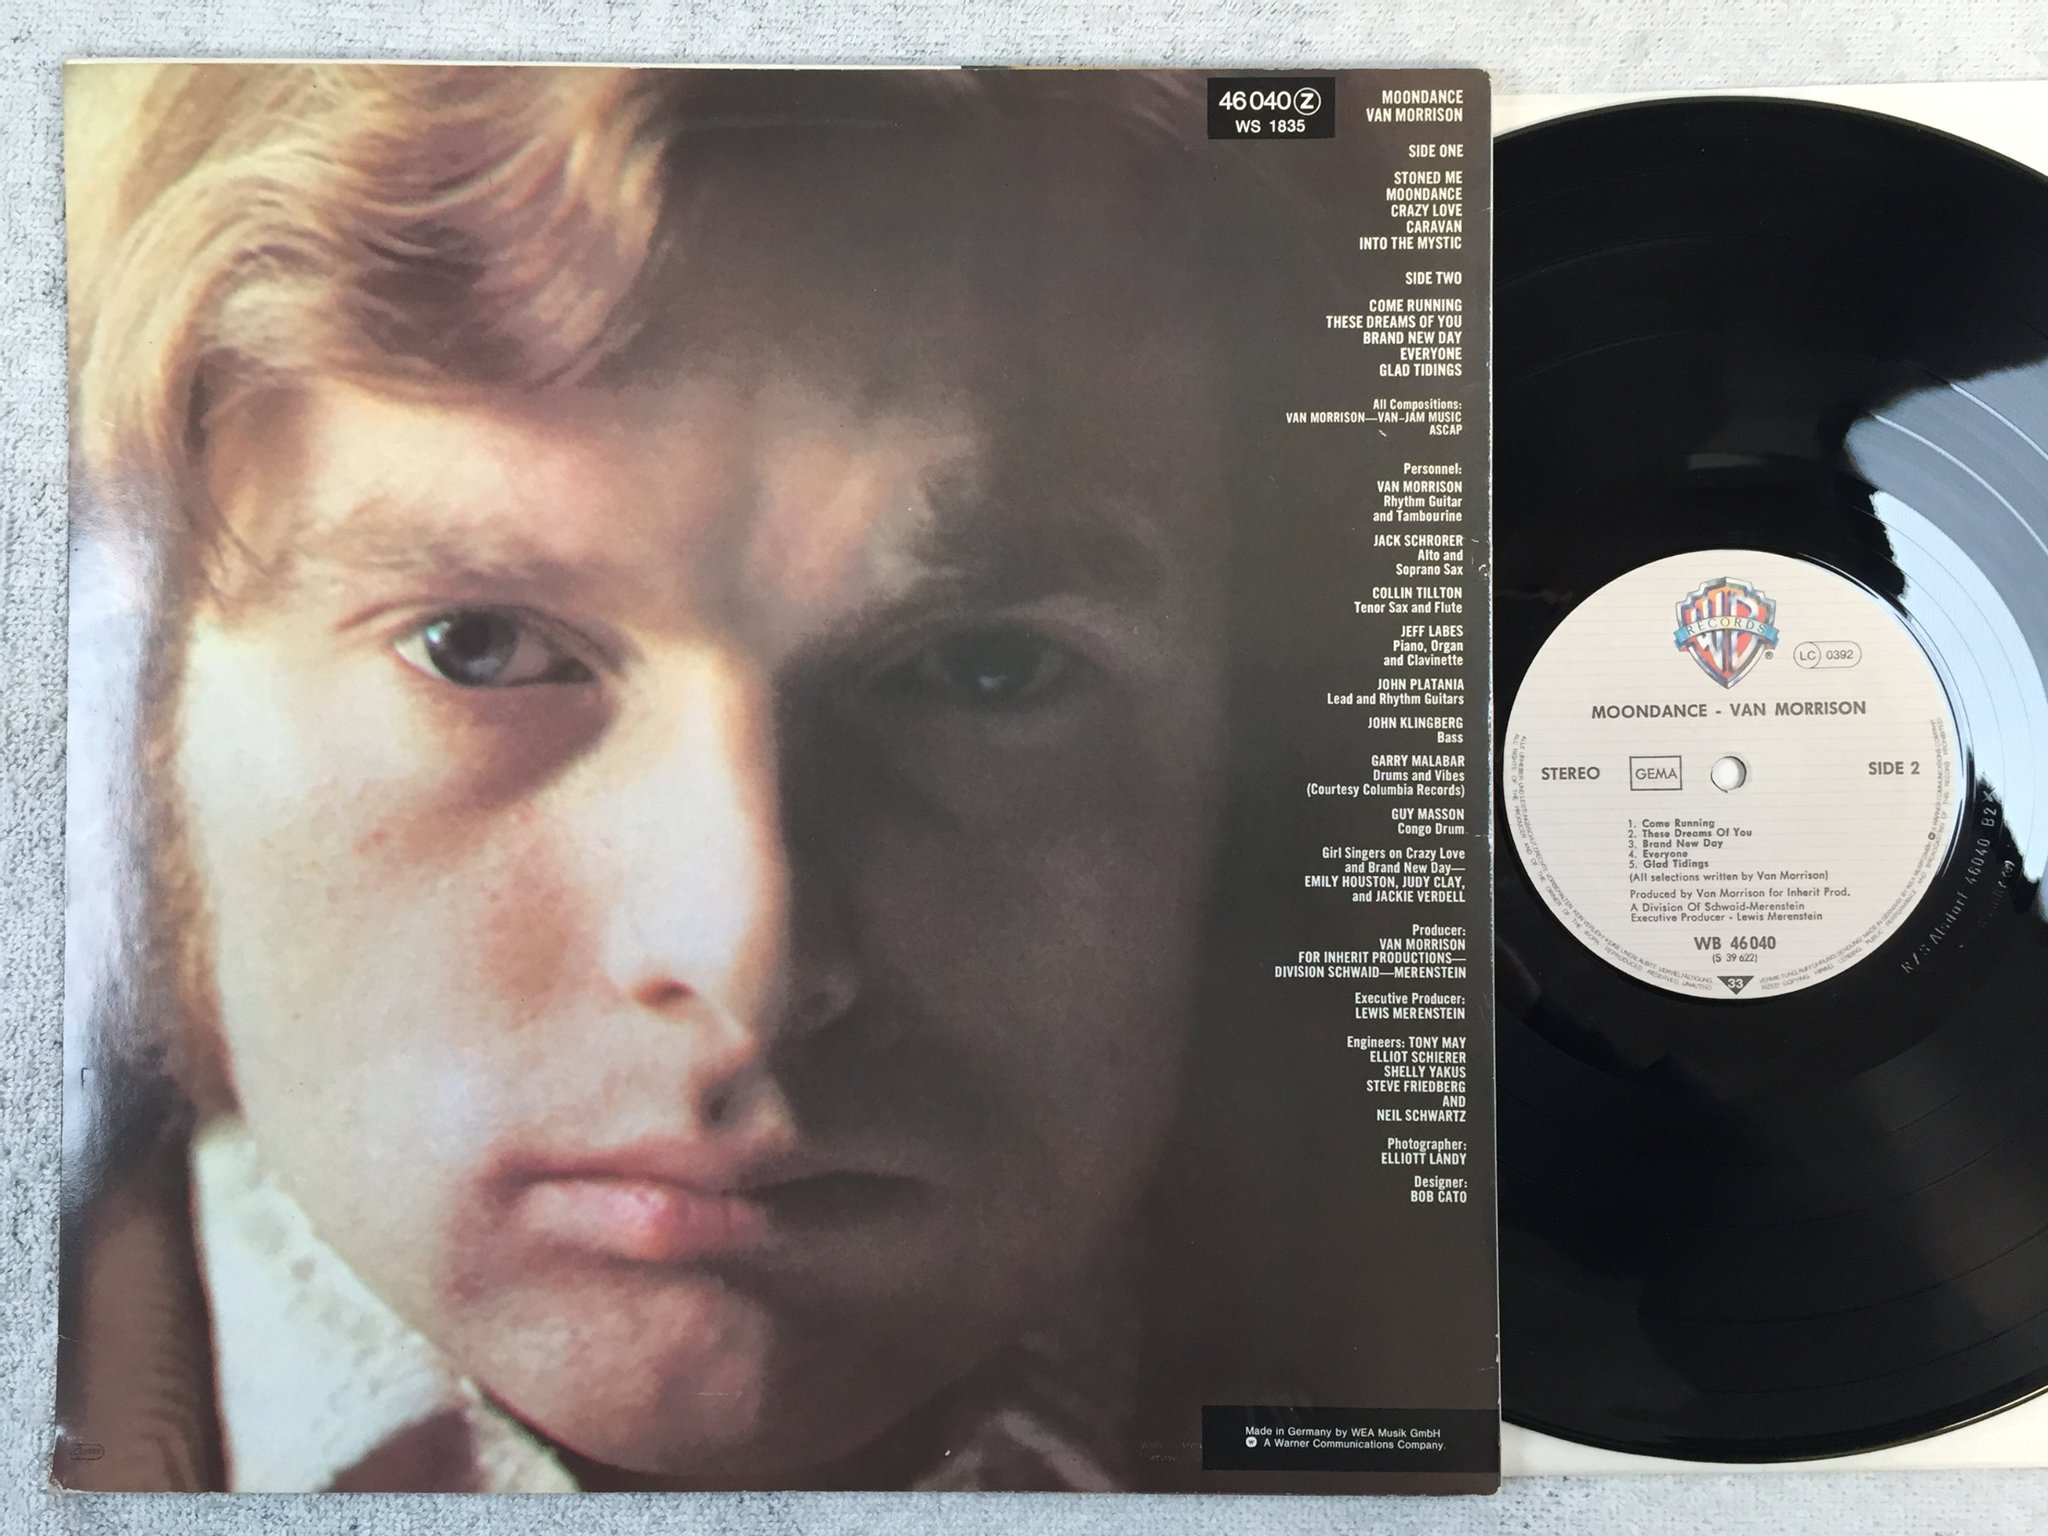 46 040 Z
WS 1835
MOONDANCE
VAN MORRISON
SIDE ONE
STONED ME
MOONDANCE
CRAZY LOVE
CARAVAN
INTO THE MYSTIC
SIDE TWO
COME RUNNING
THESE DREAMS OF YOU
BRAND NEW DAY
EVERYONE
GLAD TIDINGS
All Compositions:
VAN MORRISON—VAN-JAM MUSIC
ASCAP
Personnel:
VAN MORRISON
Rhythm Guitar
and Tambourine
JACK SCHRORER
Alto and
Soprano Sax
COLLIN TILLTON
Tenor Sax and Flute
JEFF LABES
Piano, Organ
and Clavinette
JOHN PLATANIA
Lead and Rhythm Guitars
JOHN KLINGBERG
Bass
GARRY MALABAR
Drums and Vibes
(Courtesy Columbia Records)
GUY MASSON
Congo Drum
Girl Singers on Crazy Love
and Brand New Day—
EMILY HOUSTON, JUDY CLAY,
and JACKIE VERDELL
Producer:
VAN MORRISON
FOR INHERIT PRODUCTIONS—
DIVISION SCHWAID—MERENSTEIN
Executive Producer:
LEWIS MERENSTEIN
Engineers: TONY MAY
ELLIOT SCHIERER
SHELLY YAKUS
STEVE FRIEDBERG
AND
NEIL SCHWARTZ
Photographer:
ELLIOTT LANDY
Designer:
BOB CATO
Made in Germany by WEA Musik GmbH
A Warner Communications Company.
RECORDS
LC 0392
MOONDANCE - VAN MORRISON
STEREO
GEMA
SIDE 2
1. Come Running
2. These Dreams Of You
3. Brand New Day
4. Everyone
5. Glad Tidings
(All selections written by Van Morrison)
Produced by Van Morrison for Inherit Prod.
A Division Of Schwaid-Merenstein
Executive Producer - Lewis Merenstein
WB 46 040
(S 39 622)
33
R/S Alsdorf 46040 B2